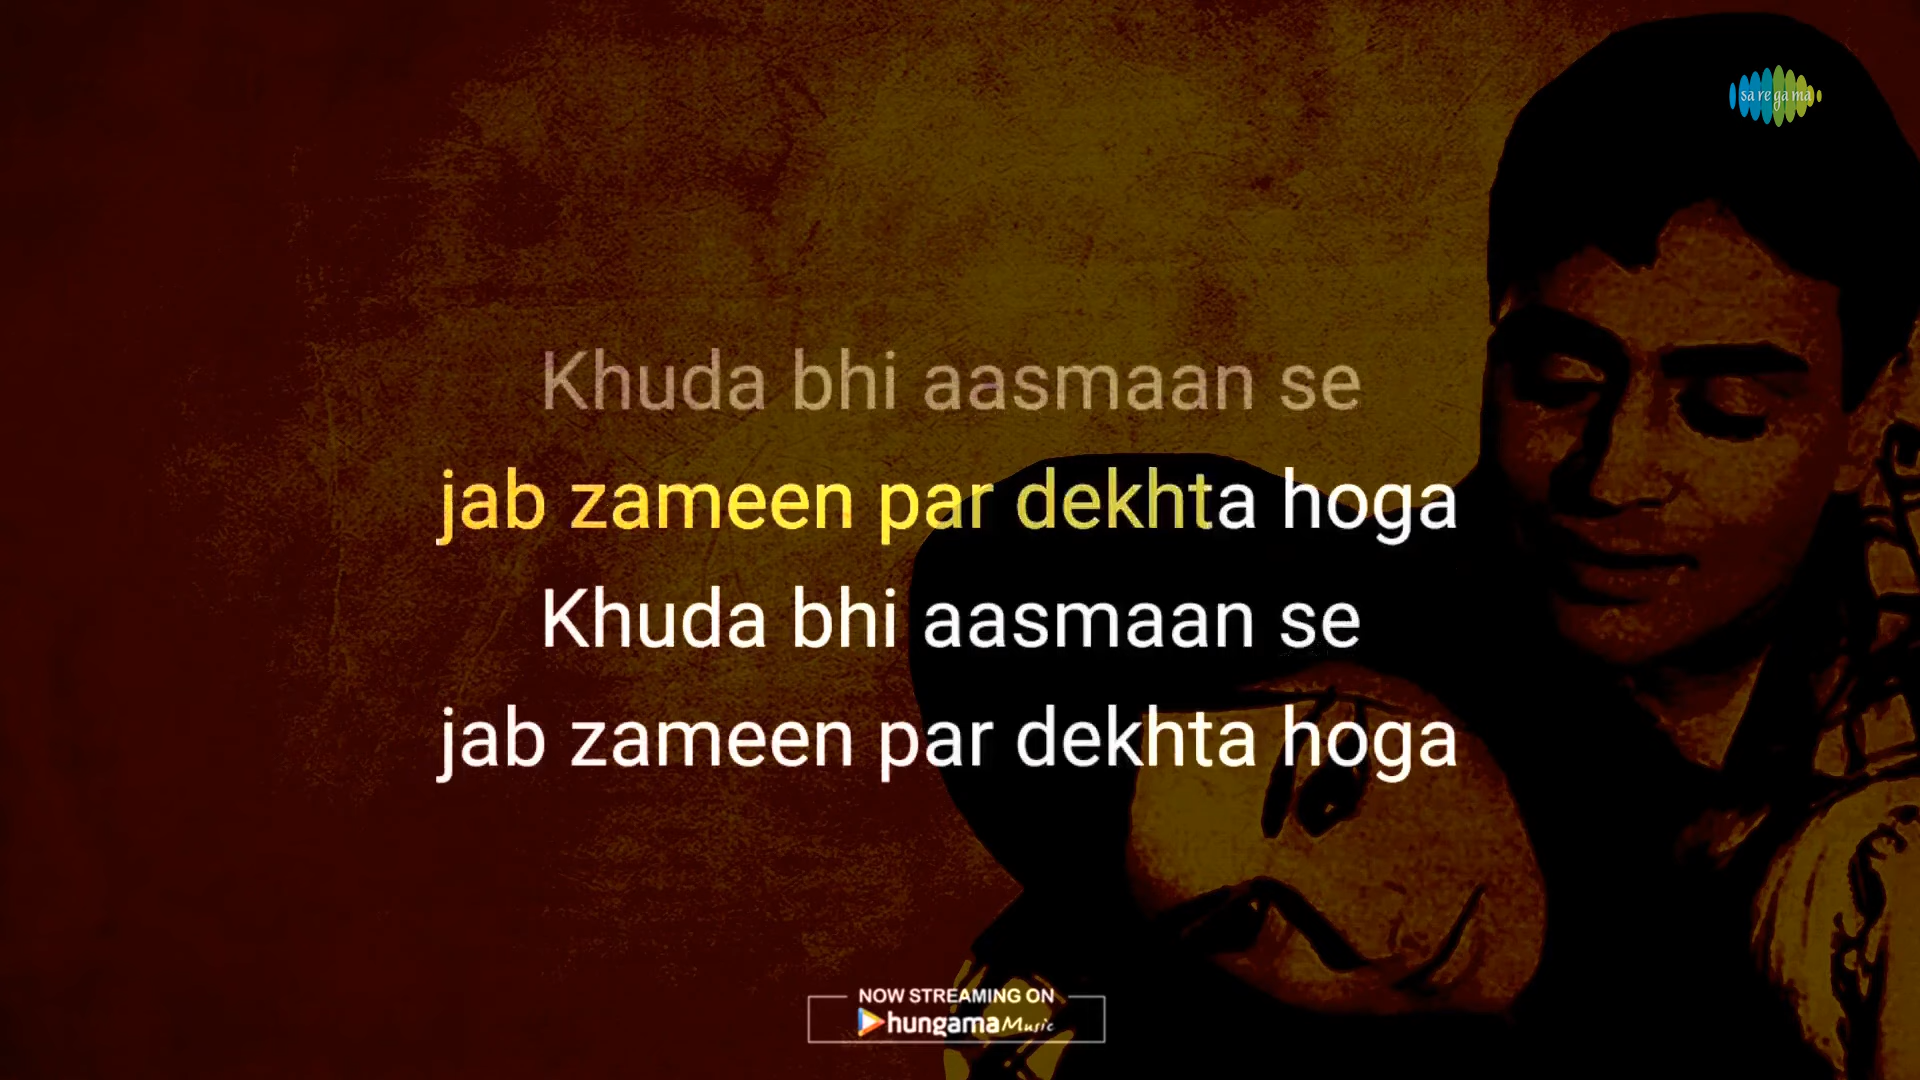 sa re ga ma
Khuda bhi aasmaan se
jab zameen par dekhta hoga
Khuda bhi aasmaan se
jab zameen par dekhta hoga
NOW STREAMING ON
hungama Music